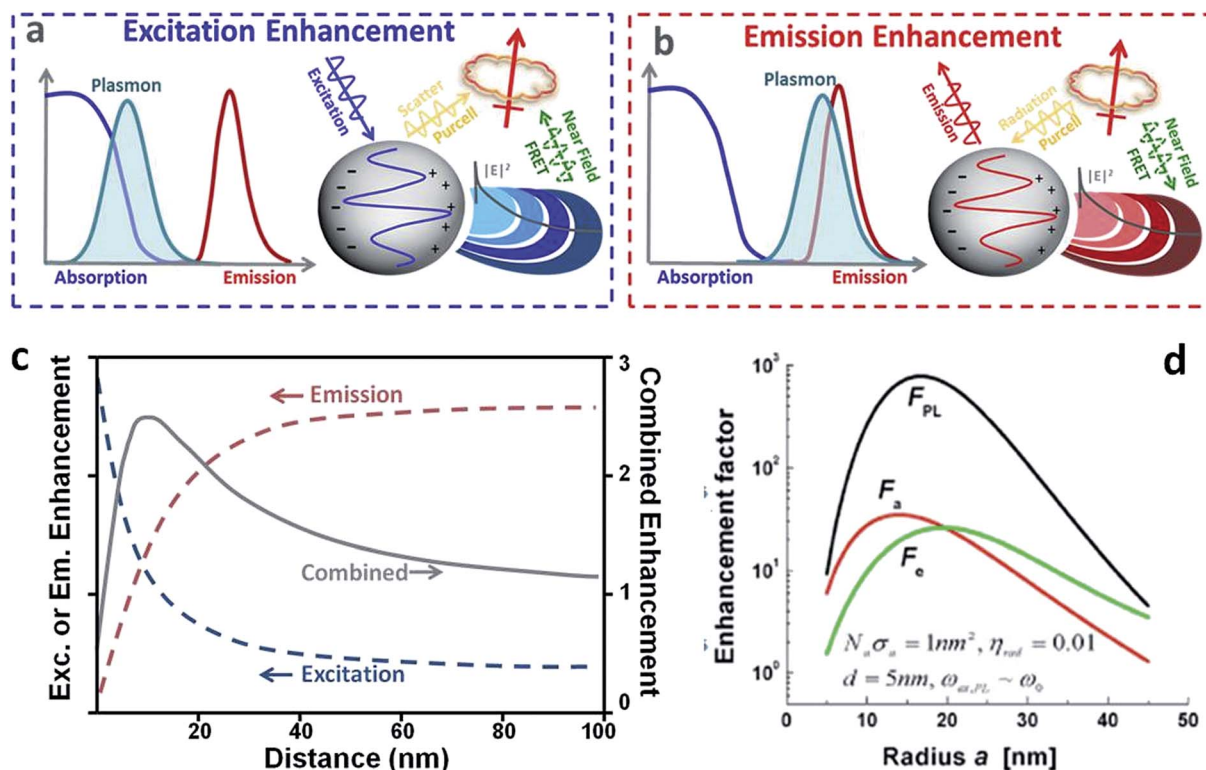 a
Excitation Enhancement
Plasmon
Absorption
Emission
Excitation
Scatter
Purcell
Near Field
FRET
|E|²
- - - - -
+ + + + +
b
Emission Enhancement
Plasmon
Absorption
Emission
Emission
Radiation
Purcell
Near Field
FRET
|E|²
- - - - -
+ + + + +
c
Exc. or Em. Enhancement
Emission
Combined
Excitation
3
2
1
0
Combined Enhancement
20 40 60 80 100
Distance (nm)
d
Enhancement factor
10³
10²
10¹
10⁰
F_PL
F_a
F_e
N_a σ_a = 1nm², η_rad = 0.01
d = 5nm, ω_ex,PL ~ ω_0
0 10 20 30 40 50
Radius a [nm]